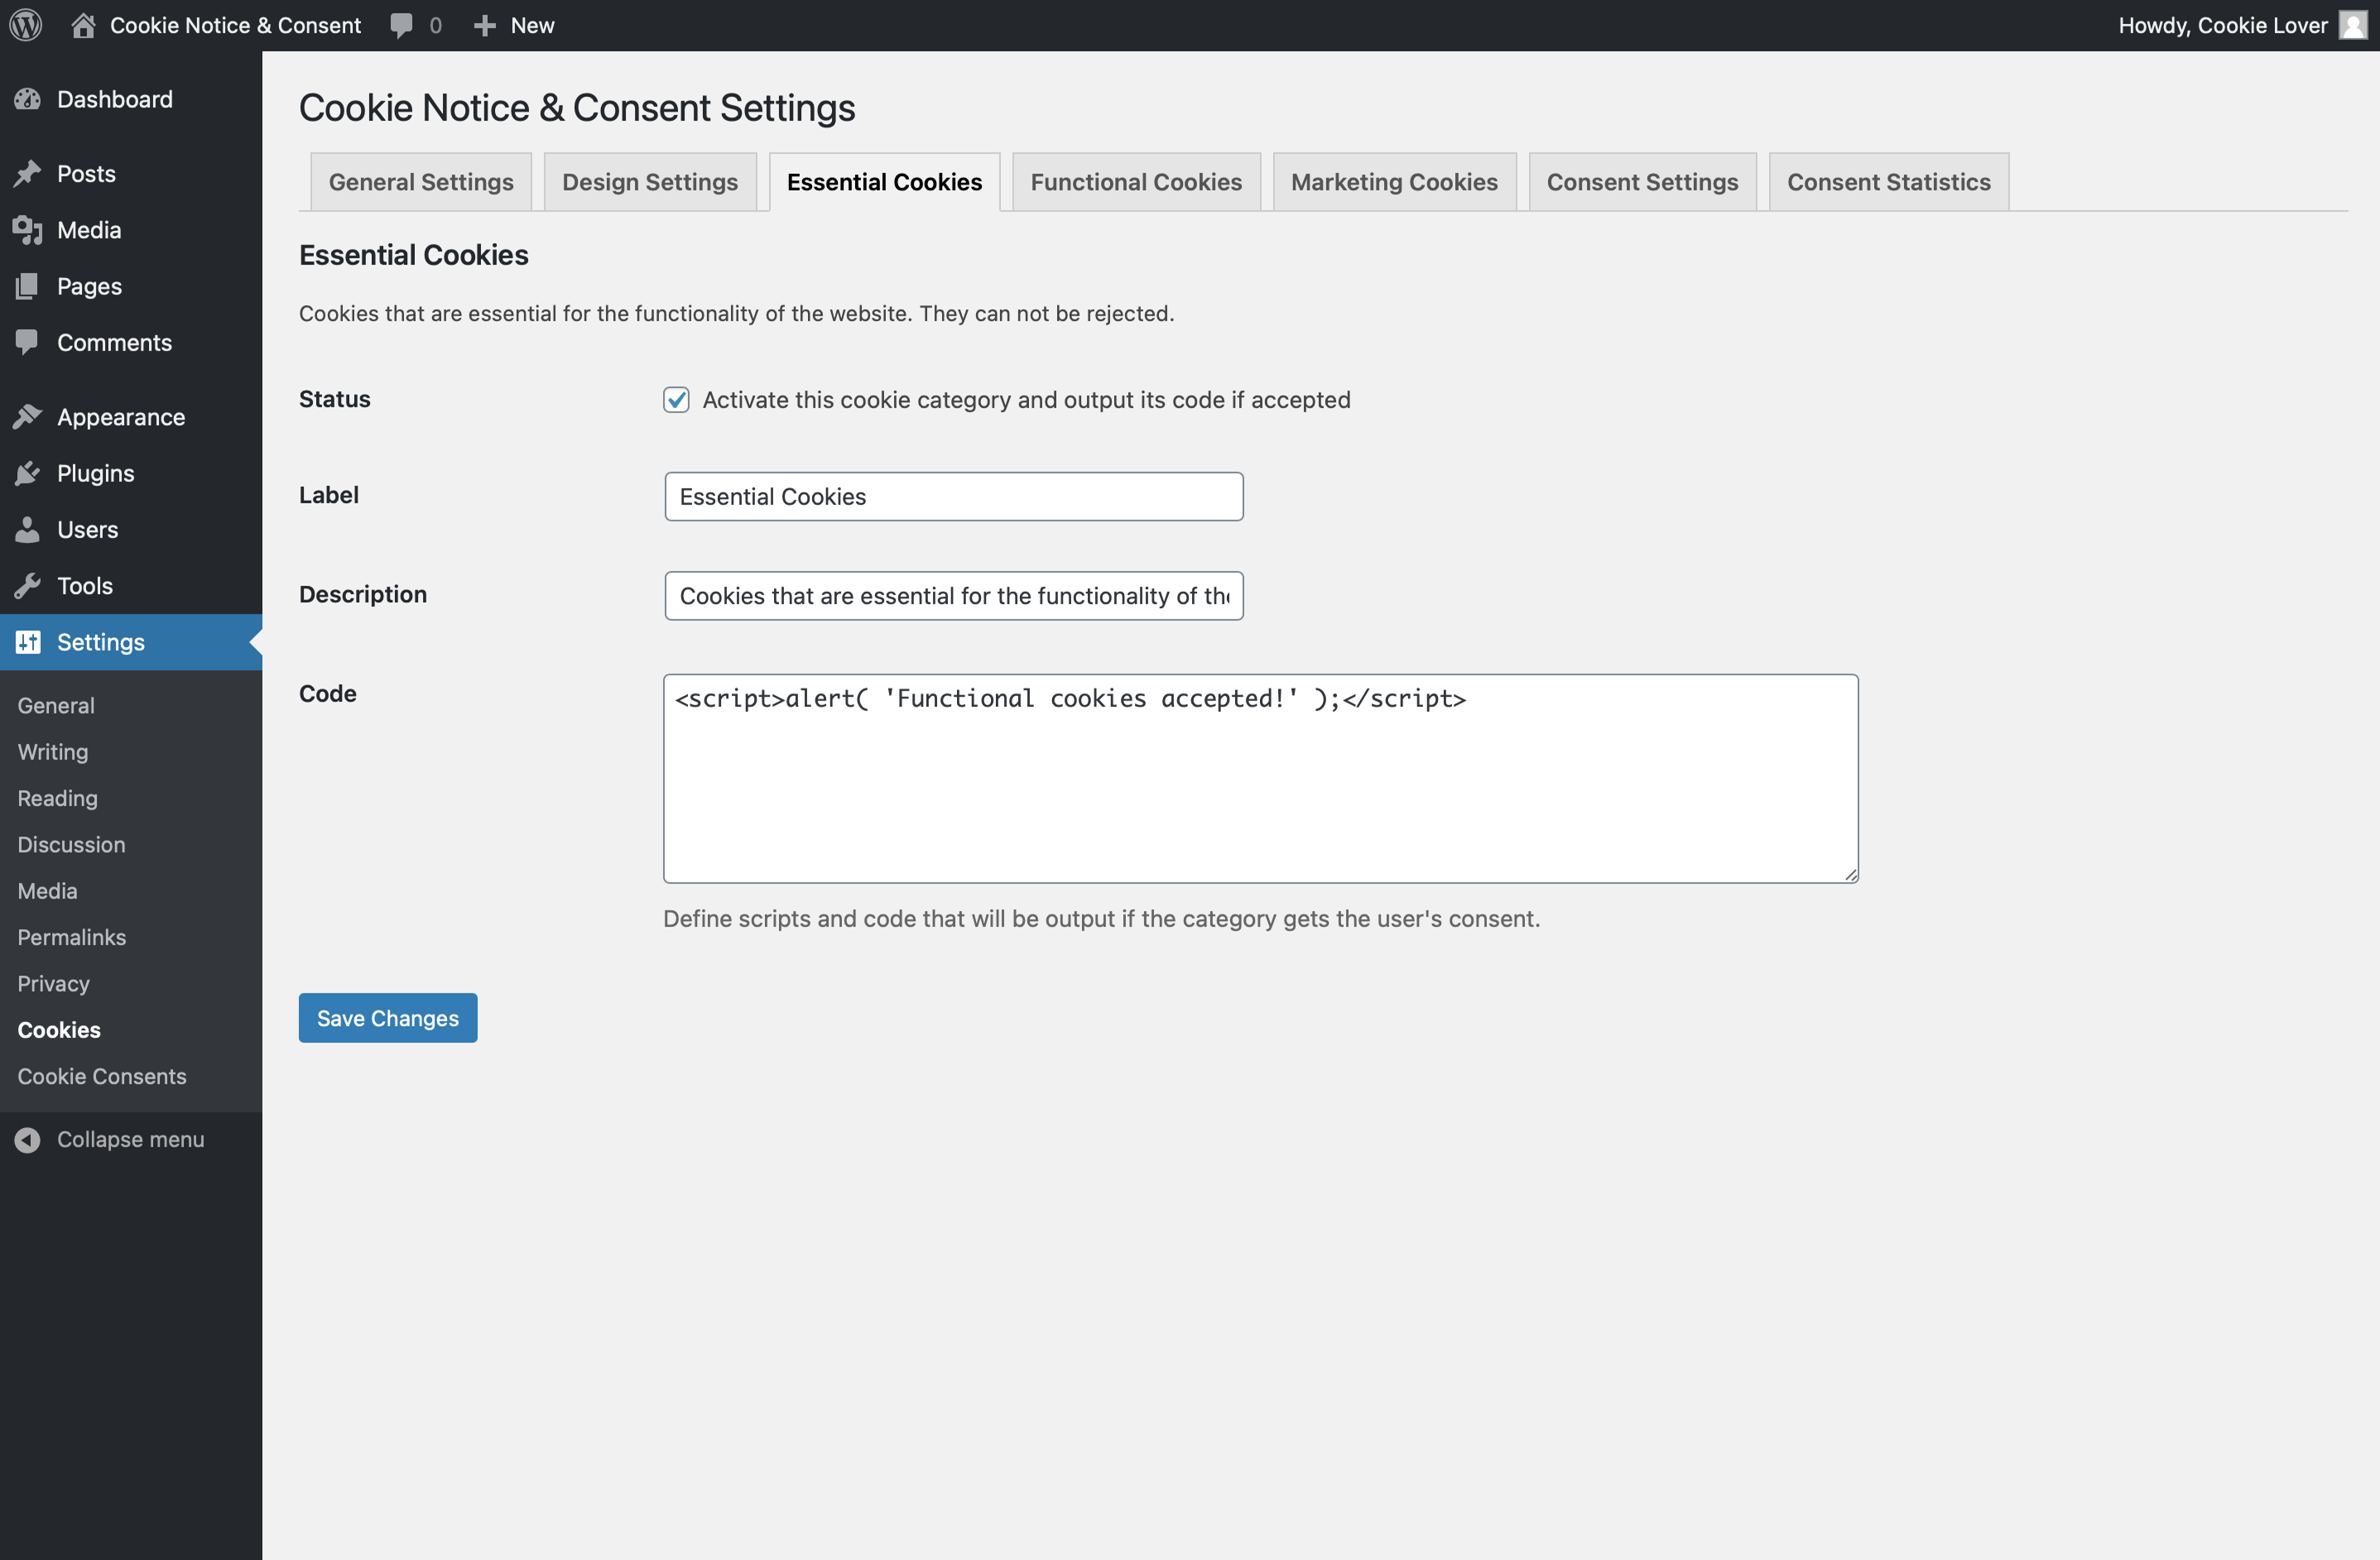 Cookie Notice & Consent
0
New
Howdy, Cookie Lover
Dashboard
Posts
Media
Pages
Comments
Appearance
Plugins
Users
Tools
Settings
General
Writing
Reading
Discussion
Media
Permalinks
Privacy
Cookies
Cookie Consents
Collapse menu
Cookie Notice & Consent Settings
General Settings
Design Settings
Essential Cookies
Functional Cookies
Marketing Cookies
Consent Settings
Consent Statistics
Essential Cookies
Cookies that are essential for the functionality of the website. They can not be rejected.
Status
Activate this cookie category and output its code if accepted
Label
Essential Cookies
Description
Cookies that are essential for the functionality of the
Code
<script>alert( 'Functional cookies accepted!' );</script>
Define scripts and code that will be output if the category gets the user's consent.
Save Changes